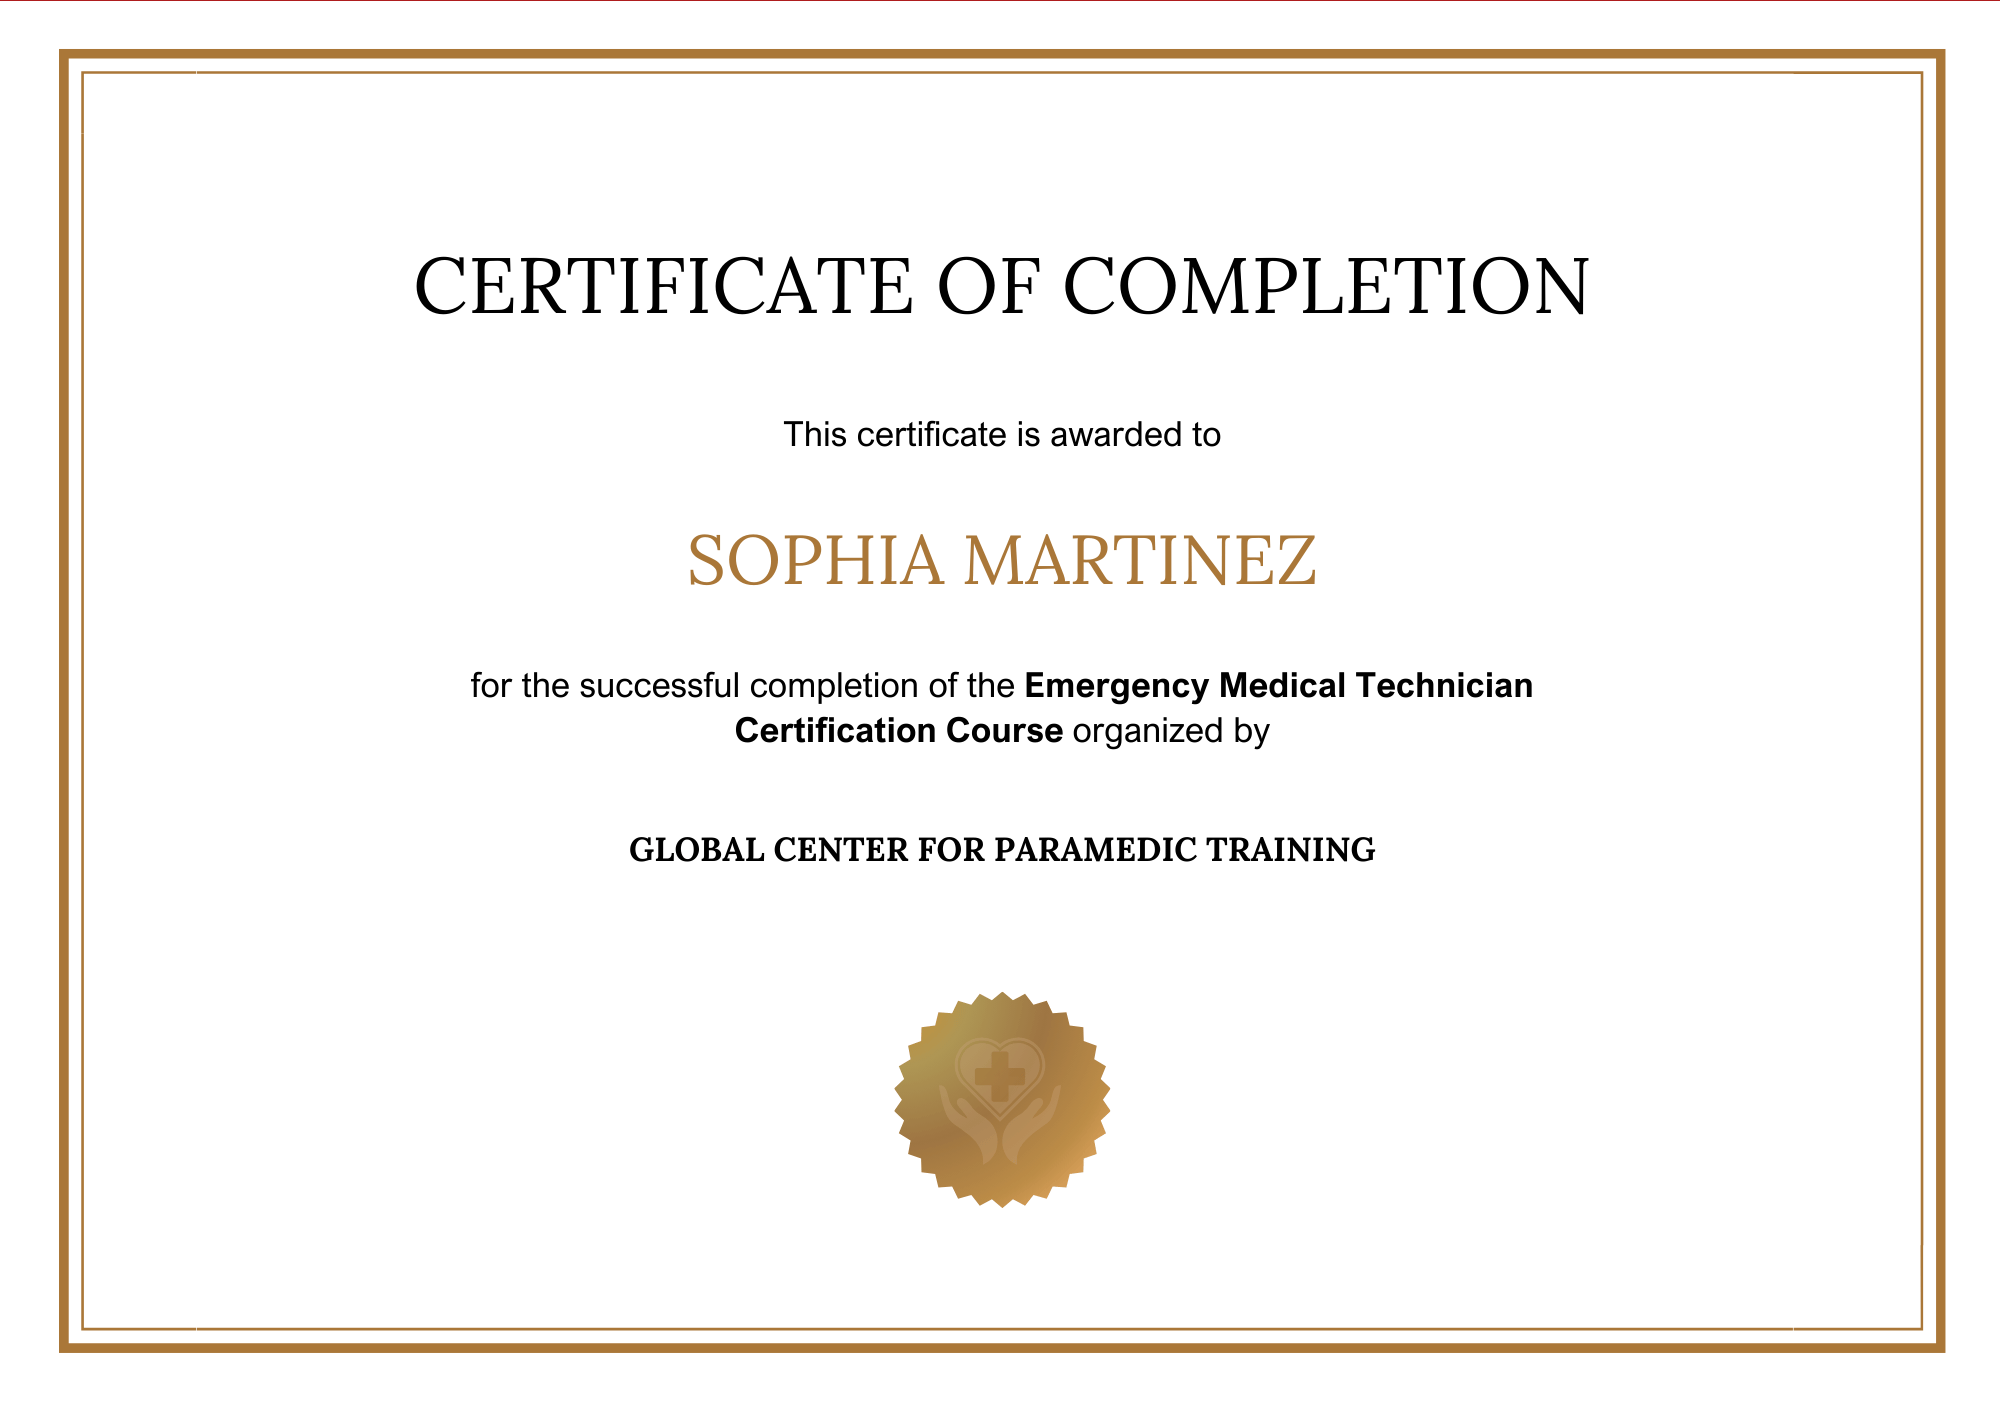 CERTIFICATE OF COMPLETION
This certificate is awarded to
SOPHIA MARTINEZ
for the successful completion of the Emergency Medical Technician
Certification Course organized by
GLOBAL CENTER FOR PARAMEDIC TRAINING